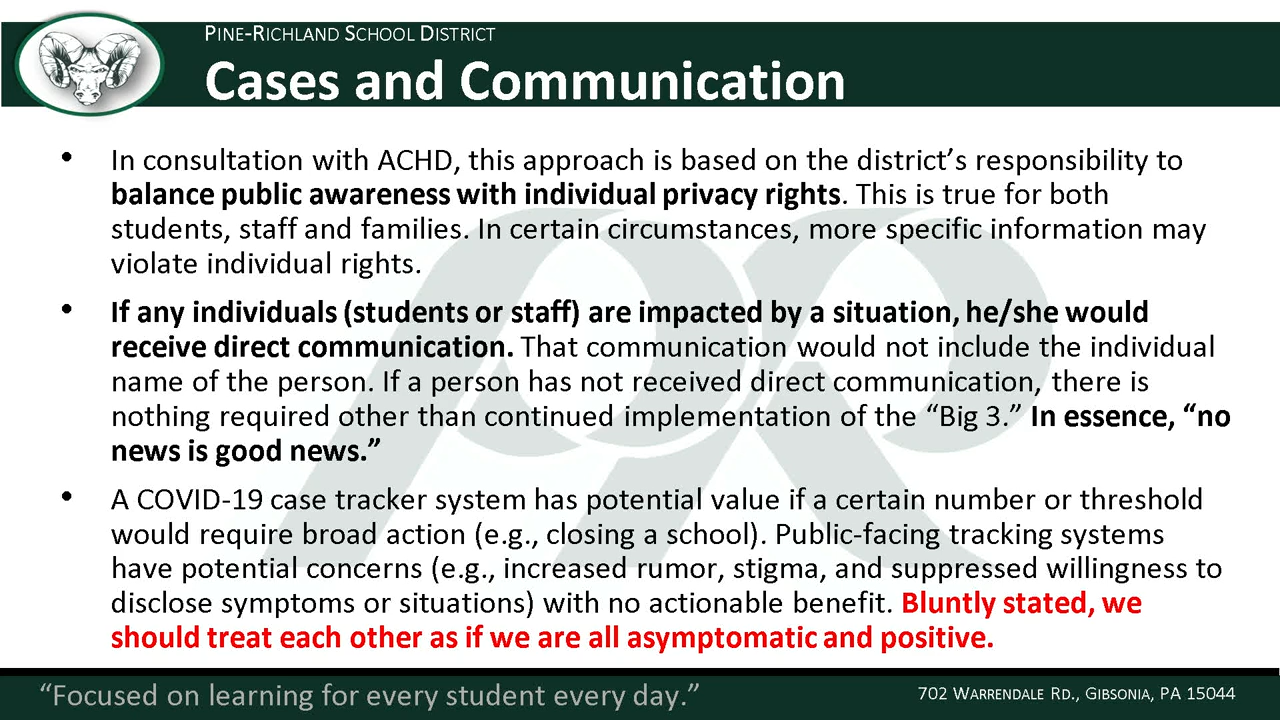 PINE-RICHLAND SCHOOL DISTRICT
Cases and Communication
• In consultation with ACHD, this approach is based on the district’s responsibility to
balance public awareness with individual privacy rights. This is true for both
students, staff and families. In certain circumstances, more specific information may
violate individual rights.
• If any individuals (students or staff) are impacted by a situation, he/she would
receive direct communication. That communication would not include the individual
name of the person. If a person has not received direct communication, there is
nothing required other than continued implementation of the “Big 3.” In essence, “no
news is good news.”
• A COVID-19 case tracker system has potential value if a certain number or threshold
would require broad action (e.g., closing a school). Public-facing tracking systems
have potential concerns (e.g., increased rumor, stigma, and suppressed willingness to
disclose symptoms or situations) with no actionable benefit. Bluntly stated, we
should treat each other as if we are all asymptomatic and positive.
“Focused on learning for every student every day.”
702 WARRENDALE RD., GIBSONIA, PA 15044